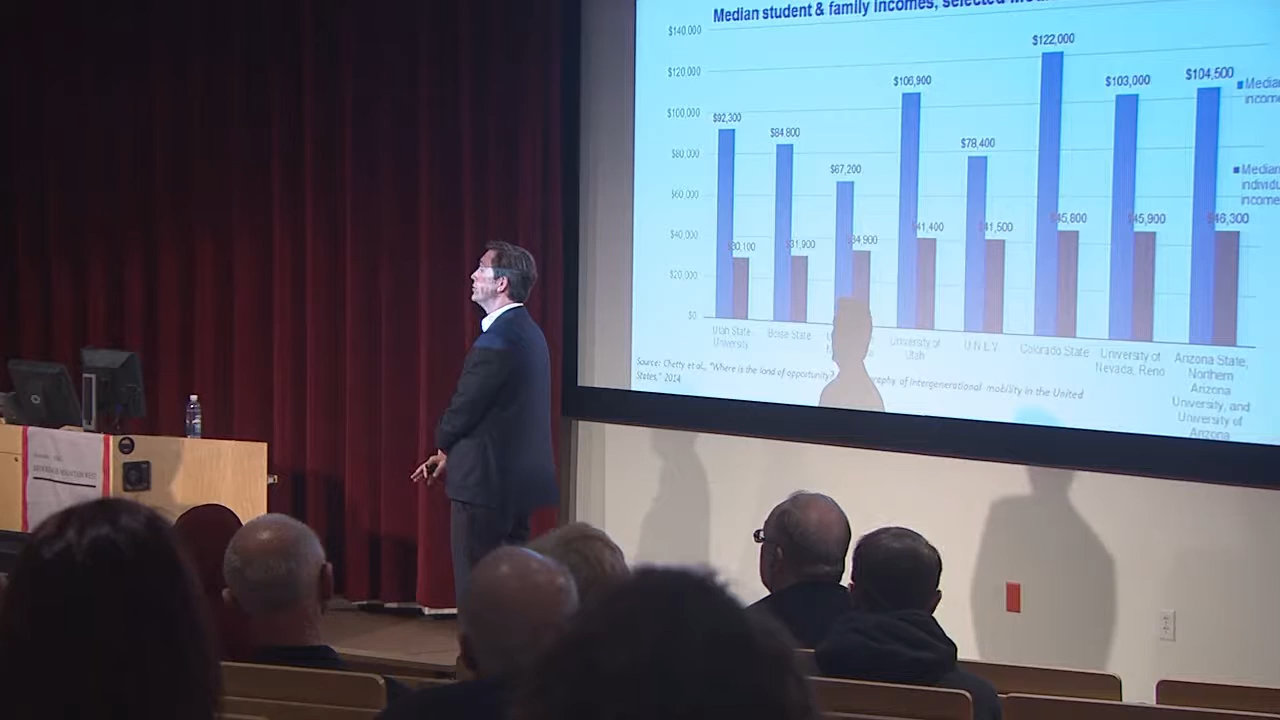 Median student & family incomes, selected
$140,000
$120,000
$100,000
$80,000
$60,000
$40,000
$20,000
$0
$92,300
$84,800
$67,200
$106,900
$78,400
$122,000
$103,000
$104,500
$30,100
$31,900
$34,900
$41,400
$41,500
$45,800
$45,900
$46,300
Media
income
Median
individu
income
Utah State
University
Boise State
University of
Utah
U.N.L.V.
Colorado State
University of
Nevada, Reno
Arizona State,
Northern
Arizona
University, and
University of
Arizona
Source: Chetty et al., "Where is the land of opportunity? of intergenerational mobility in the United
States," 2014